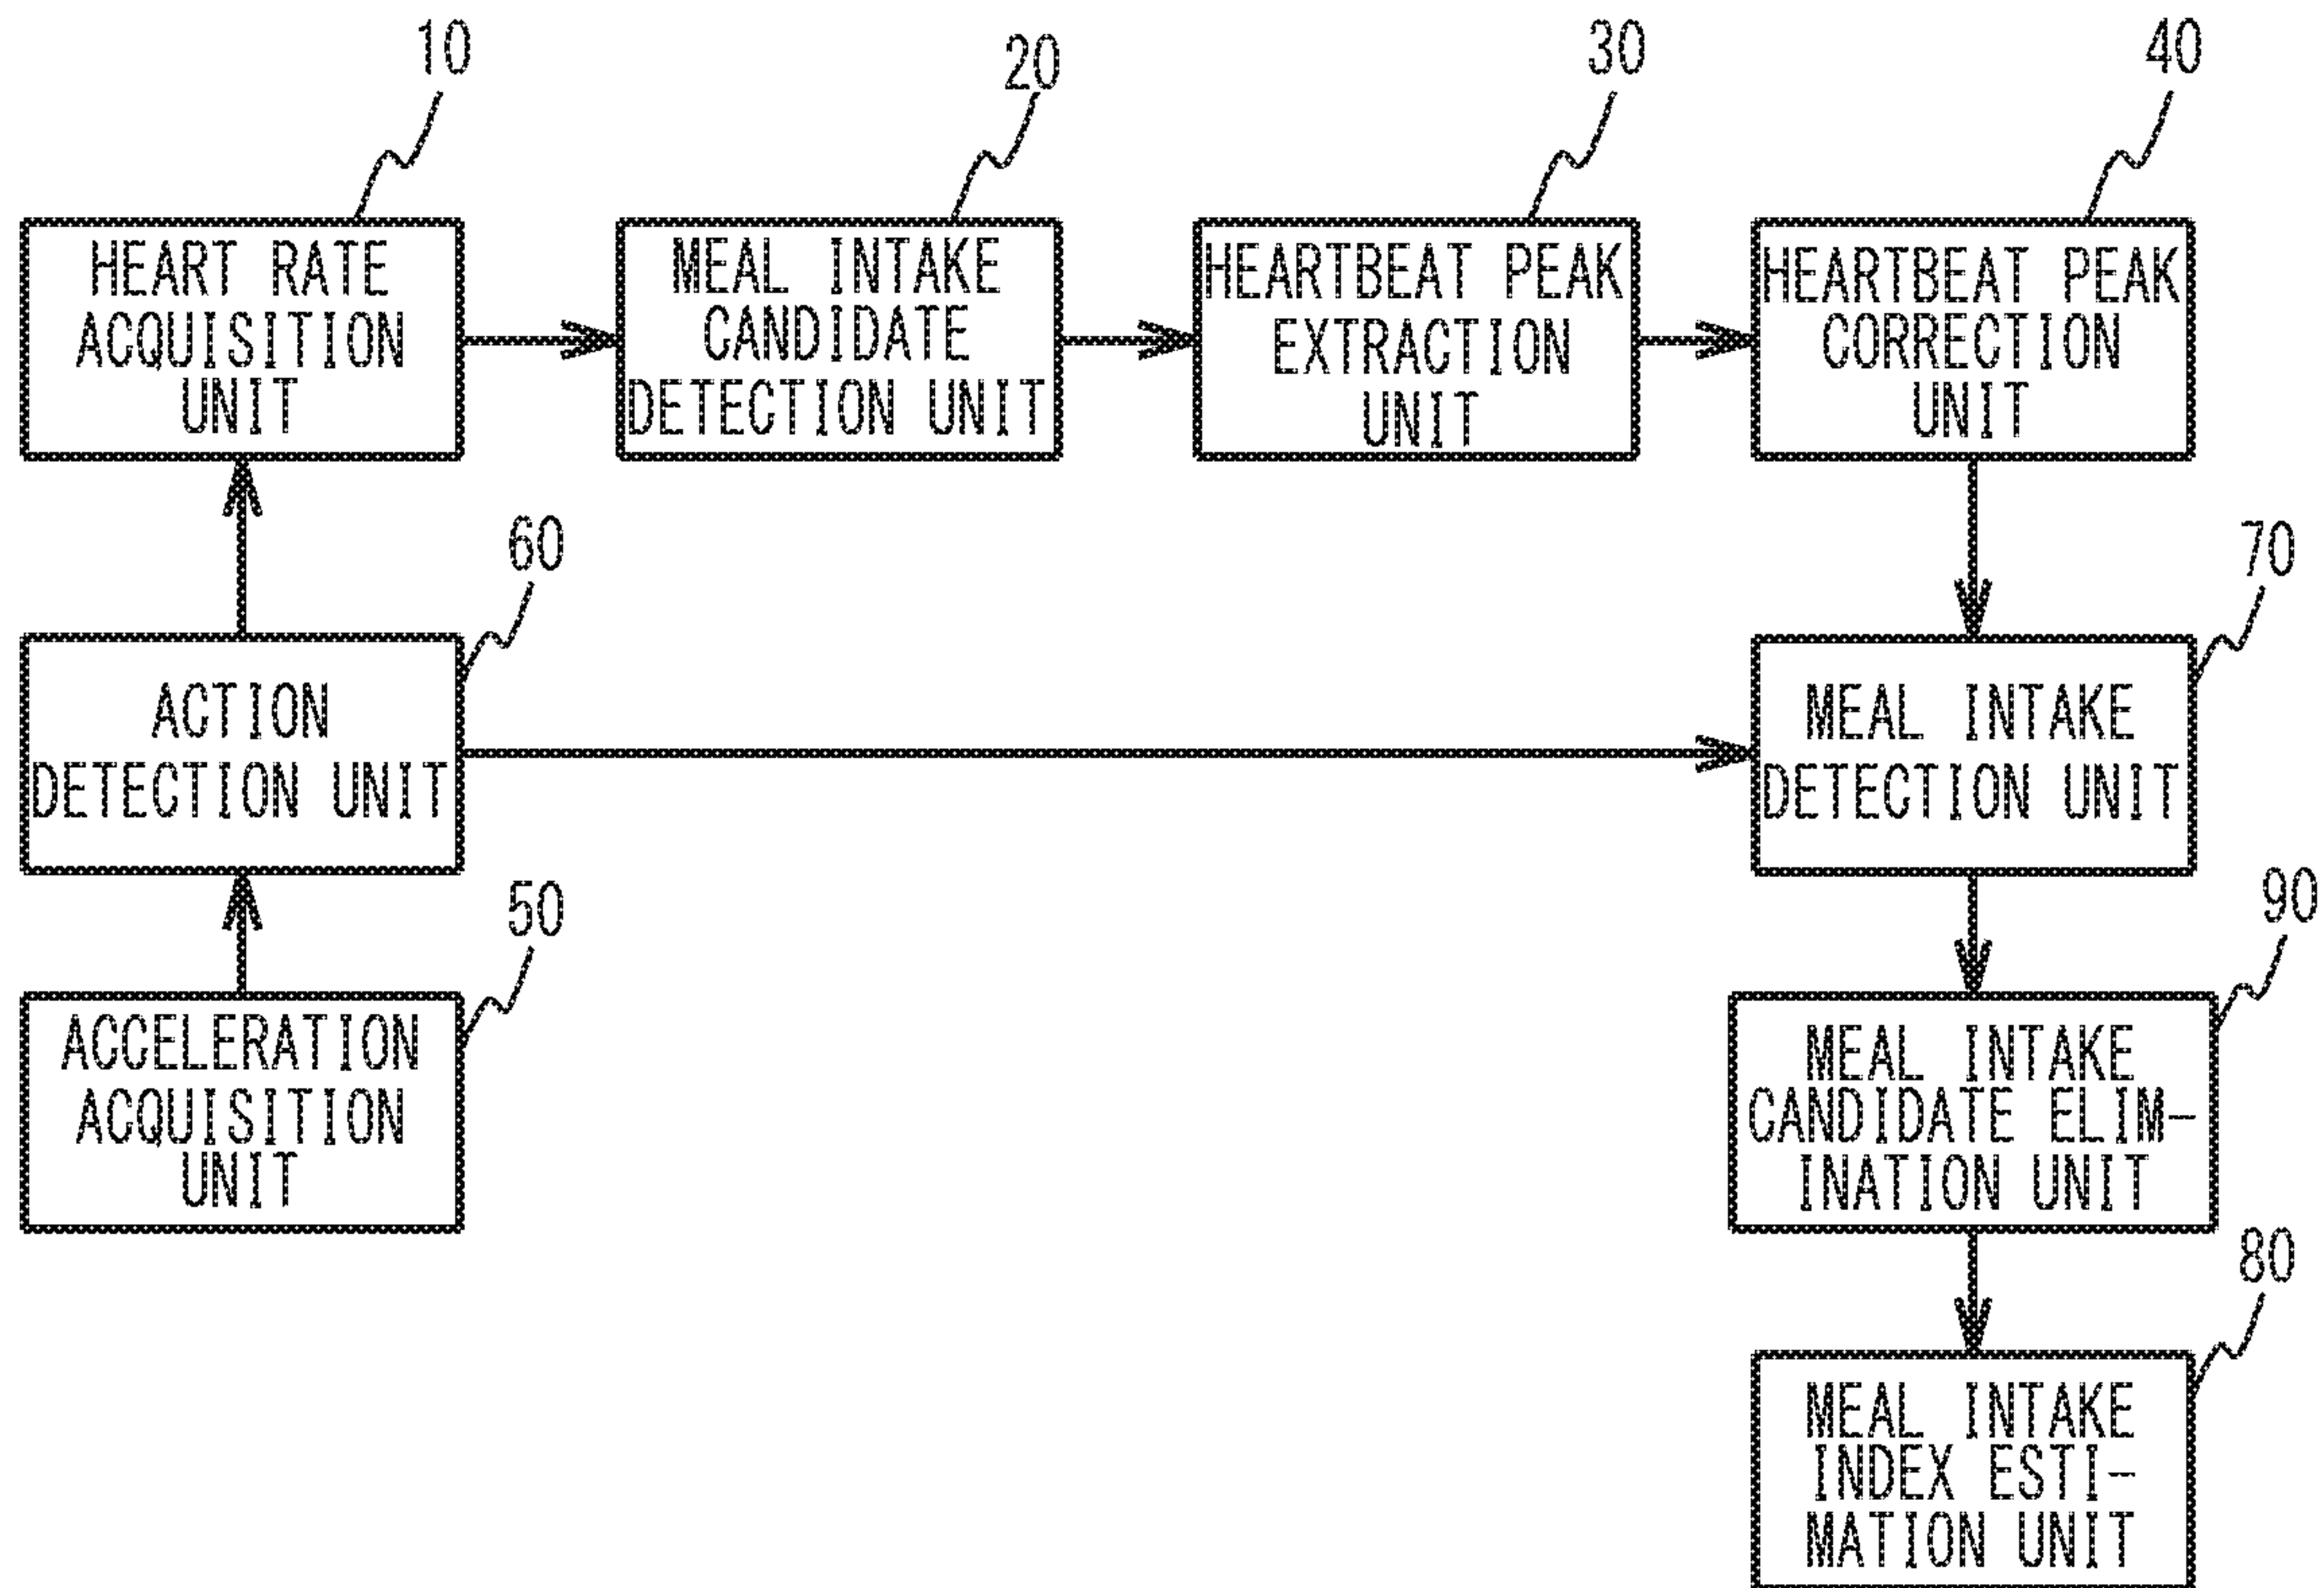 10
20
30
40
HEART RATE
ACQUISITION
UNIT
MEAL INTAKE
CANDIDATE
DETECTION UNIT
HEARTBEAT PEAK
EXTRACTION
UNIT
HEARTBEAT PEAK
CORRECTION
UNIT
60
70
ACTION
DETECTION UNIT
MEAL INTAKE
DETECTION UNIT
50
90
ACCELERATION
ACQUISITION
UNIT
MEAL INTAKE
CANDIDATE ELIM-
INATION UNIT
80
MEAL INTAKE
INDEX ESTI-
MATION UNIT